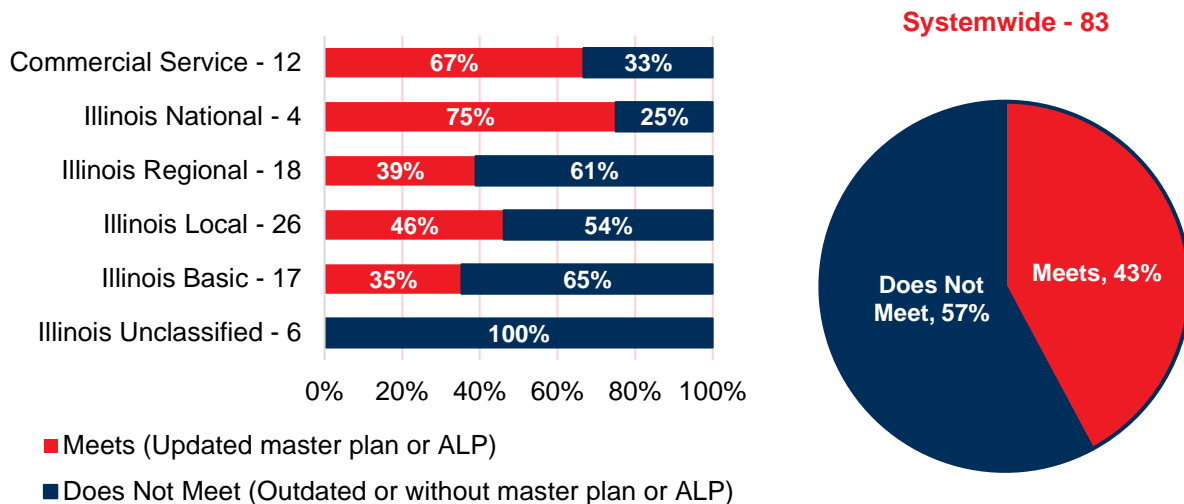 Systemwide - 83
Commercial Service - 12
67%
33%
Illinois National - 4
75%
25%
Illinois Regional - 18
39%
61%
Illinois Local - 26
46%
54%
Illinois Basic - 17
35%
65%
Illinois Unclassified - 6
100%
0%
20%
40%
60%
80%
100%
Meets (Updated master plan or ALP)
Does Not Meet (Outdated or without master plan or ALP)
Does Not
Meet, 57%
Meets, 43%